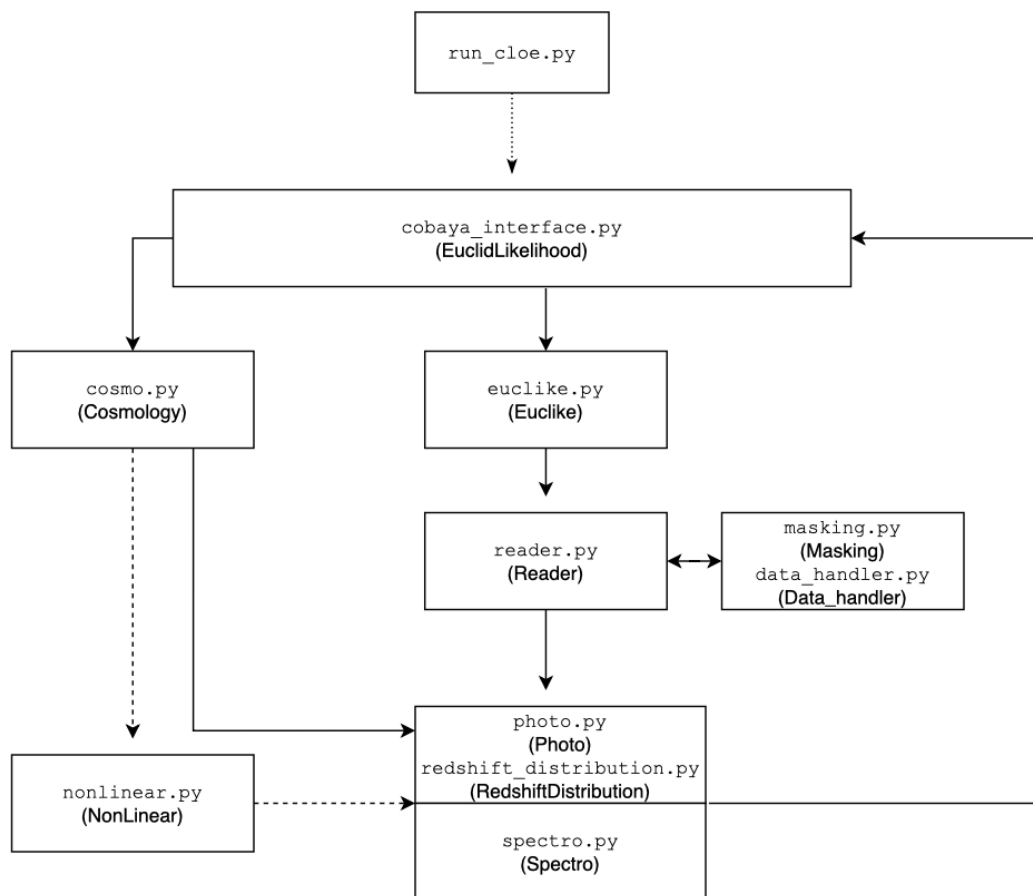 run_cloe.py
cobaya_interface.py
(EuclidLikelihood)
cosmo.py
(Cosmology)
euclike.py
(Euclike)
reader.py
(Reader)
masking.py
(Masking)
data_handler.py
(Data_handler)
photo.py
(Photo)
redshift_distribution.py
(RedshiftDistribution)
nonlinear.py
(NonLinear)
spectro.py
(Spectro)